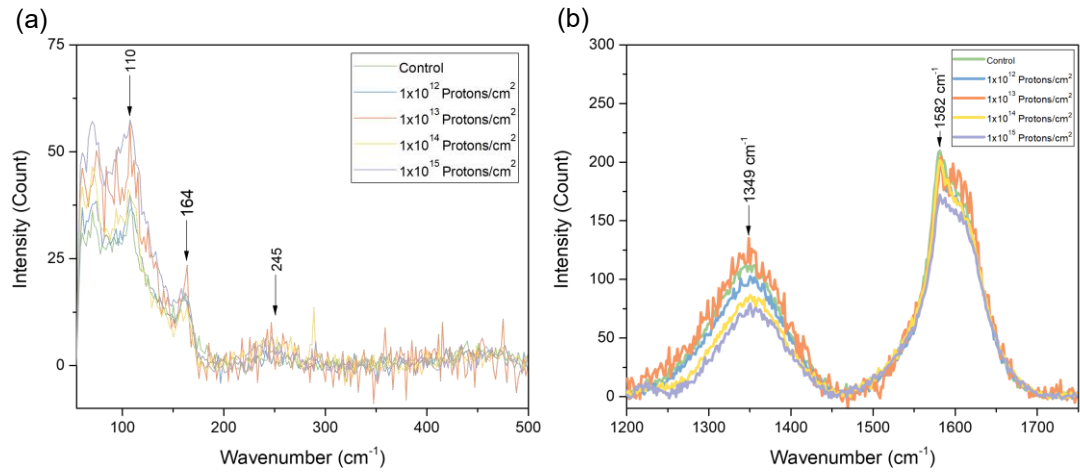 (a)
75
50
25
0
Intensity (Count)
110
164
245
Control
1x10¹² Protons/cm²
1x10¹³ Protons/cm²
1x10¹⁴ Protons/cm²
1x10¹⁵ Protons/cm²
100 200 300 400 500
Wavenumber (cm⁻¹)
(b)
300
250
200
150
100
50
0
Intensity (Count)
1349 cm⁻¹
1582 cm⁻¹
Control
1x10¹² Protons/cm²
1x10¹³ Protons/cm²
1x10¹⁴ Protons/cm²
1x10¹⁵ Protons/cm²
1200 1300 1400 1500 1600 1700
Wavenumber (cm⁻¹)